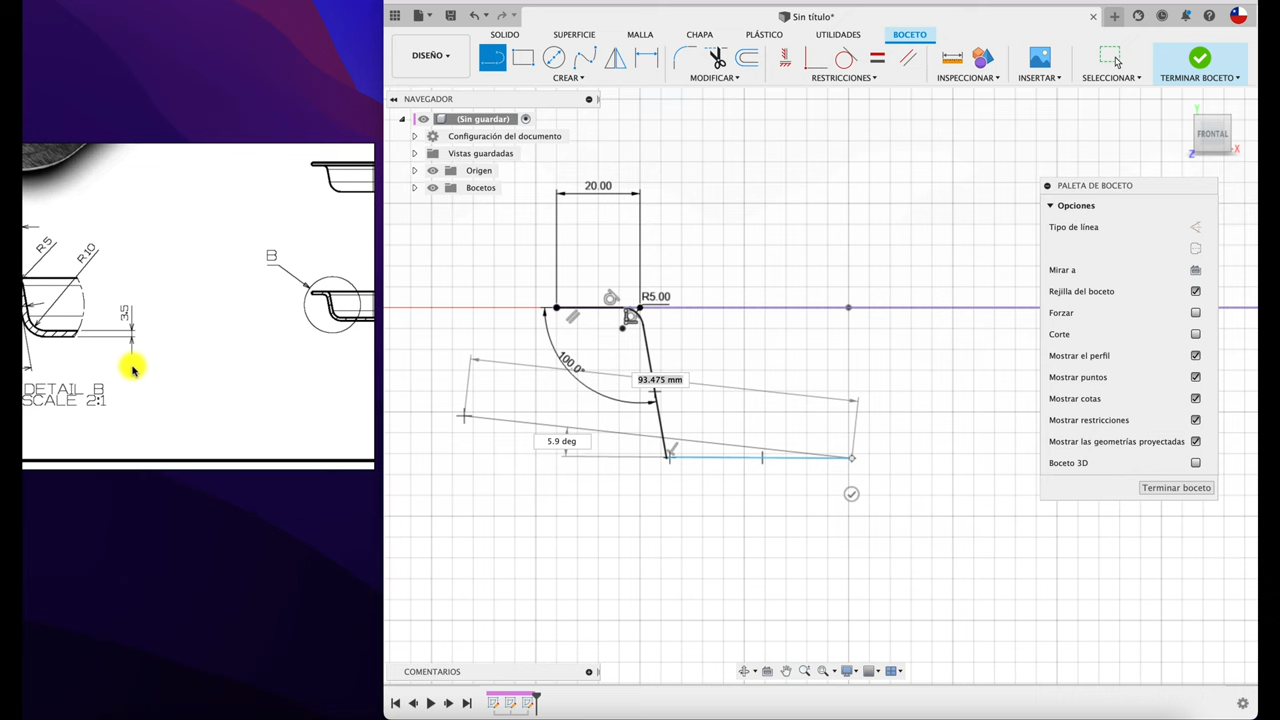 Sin título*
DISEÑO
SOLIDO
SUPERFICIE
MALLA
CHAPA
PLÁSTICO
UTILIDADES
BOCETO
CREAR
MODIFICAR
RESTRICCIONES
INSPECCIONAR
INSERTAR
SELECCIONAR
TERMINAR BOCETO
NAVEGADOR
(Sin guardar)
Configuración del documento
Vistas guardadas
Origen
Bocetos
FRONTAL
Y
X
Z
PALETA DE BOCETO
Opciones
Tipo de línea
Mirar a
Rejilla del boceto
Forzar
Corte
Mostrar el perfil
Mostrar puntos
Mostrar cotas
Mostrar restricciones
Mostrar las geometrías proyectadas
Boceto 3D
Terminar boceto
20.00
R5.00
100.0°
93.475 mm
5.9 deg
R5
R10
B
3.5
DETAIL B
SCALE 2:1
COMENTARIOS